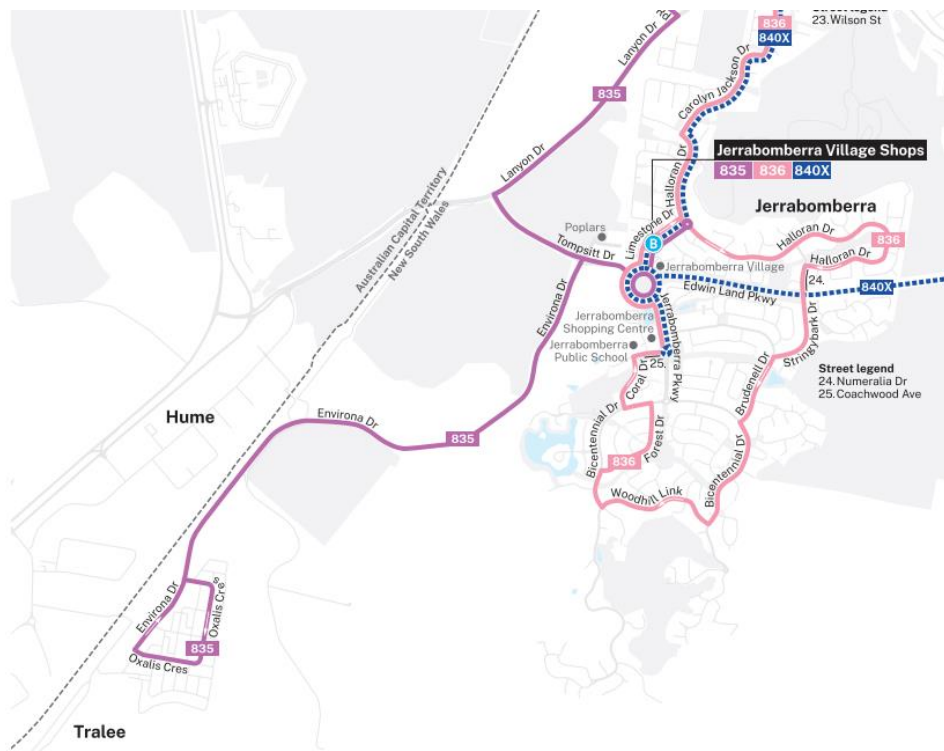 Street legend
23. Wilson St
836
840X
Rd
Lanyon Dr
835
Carolyn Jackson Dr
Jerrabomberra Village Shops
835 836 840X
Lanyon Dr
Halloran Dr
Australian Capital Territory
New South Wales
Jerrabomberra
Poplars
Limestone Dr
B
Halloran Dr
836
Tompsitt Dr
Halloran Dr
Jerrabomberra Village
24.
Edwin Land Pkwy
840X
Environa Dr
Jerrabomberra
Shopping Centre
Jerrabomberra Pkwy
Jerrabomberra
Public School
25.
Stringybark Dr
Street legend
24. Numeralia Dr
25. Coachwood Ave
Coral Dr
Brudenell Dr
Hume
Environa Dr
835
Bicentennial Dr
Forest Dr
836
Bicentennial Dr
Woodhill Link
Environa Dr
Oxalis Cres
s
835
Oxalis Cres
Tralee